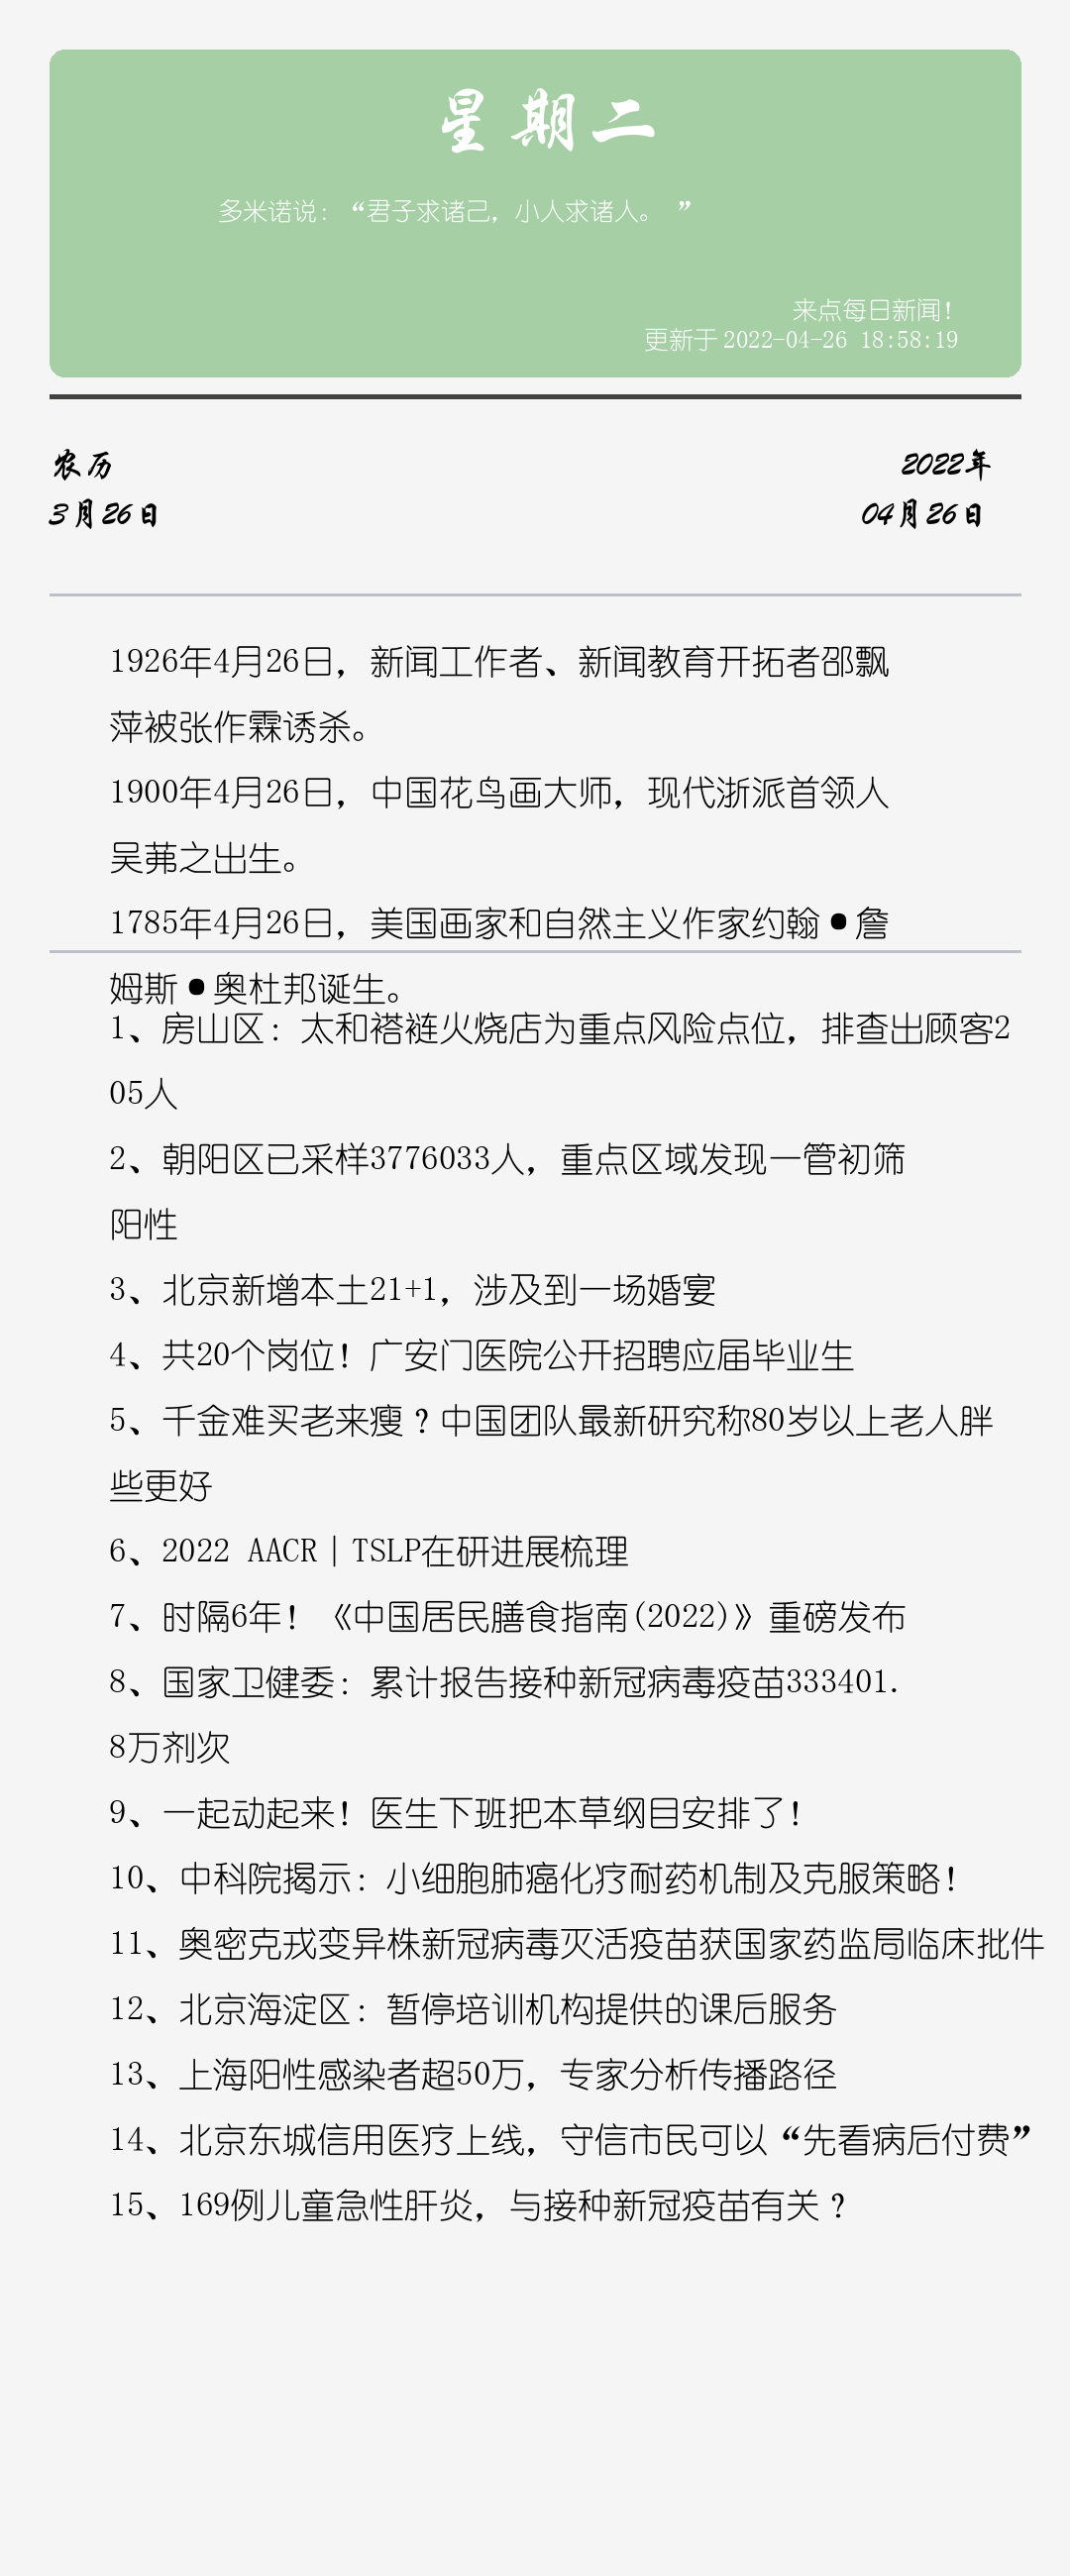 星期二
多米诺说：“君子求诸己，小人求诸人。 ”
来点每日新闻！
更新于 2022-04-26 18:58:19
农历
2022年
3月26日
04月26日
1926年4月26日，新闻工作者、新闻教育开拓者邵飘
萍被张作霖诱杀。
1900年4月26日，中国花鸟画大师，现代浙派首领人
吴茀之出生。
1785年4月26日，美国画家和自然主义作家约翰•詹
姆斯•奥杜邦诞生。
1、房山区：太和褡裢火烧店为重点风险点位，排查出顾客2
05人
2、朝阳区已采样3776033人，重点区域发现一管初筛
阳性
3、北京新增本土21+1，涉及到一场婚宴
4、共20个岗位！广安门医院公开招聘应届毕业生
5、千金难买老来瘦？中国团队最新研究称80岁以上老人胖
些更好
6、2022 AACR｜TSLP在研进展梳理
7、时隔6年！《中国居民膳食指南(2022)》重磅发布
8、国家卫健委：累计报告接种新冠病毒疫苗333401.
8万剂次
9、一起动起来！医生下班把本草纲目安排了！
10、中科院揭示：小细胞肺癌化疗耐药机制及克服策略！
11、奥密克戎变异株新冠病毒灭活疫苗获国家药监局临床批件
12、北京海淀区：暂停培训机构提供的课后服务
13、上海阳性感染者超50万，专家分析传播路径
14、北京东城信用医疗上线，守信市民可以“先看病后付费”
15、169例儿童急性肝炎，与接种新冠疫苗有关？